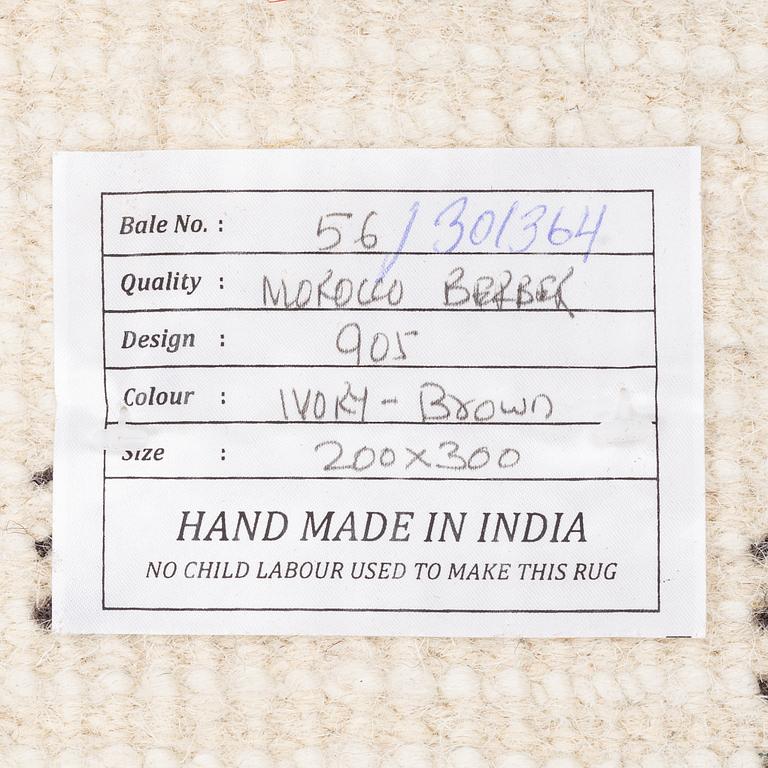 Bale No. : 56 / 301364
Quality : MOROCCO BERBER
Design : 905
Colour : IVORY - Brown
Size : 200x300
HAND MADE IN INDIA
NO CHILD LABOUR USED TO MAKE THIS RUG